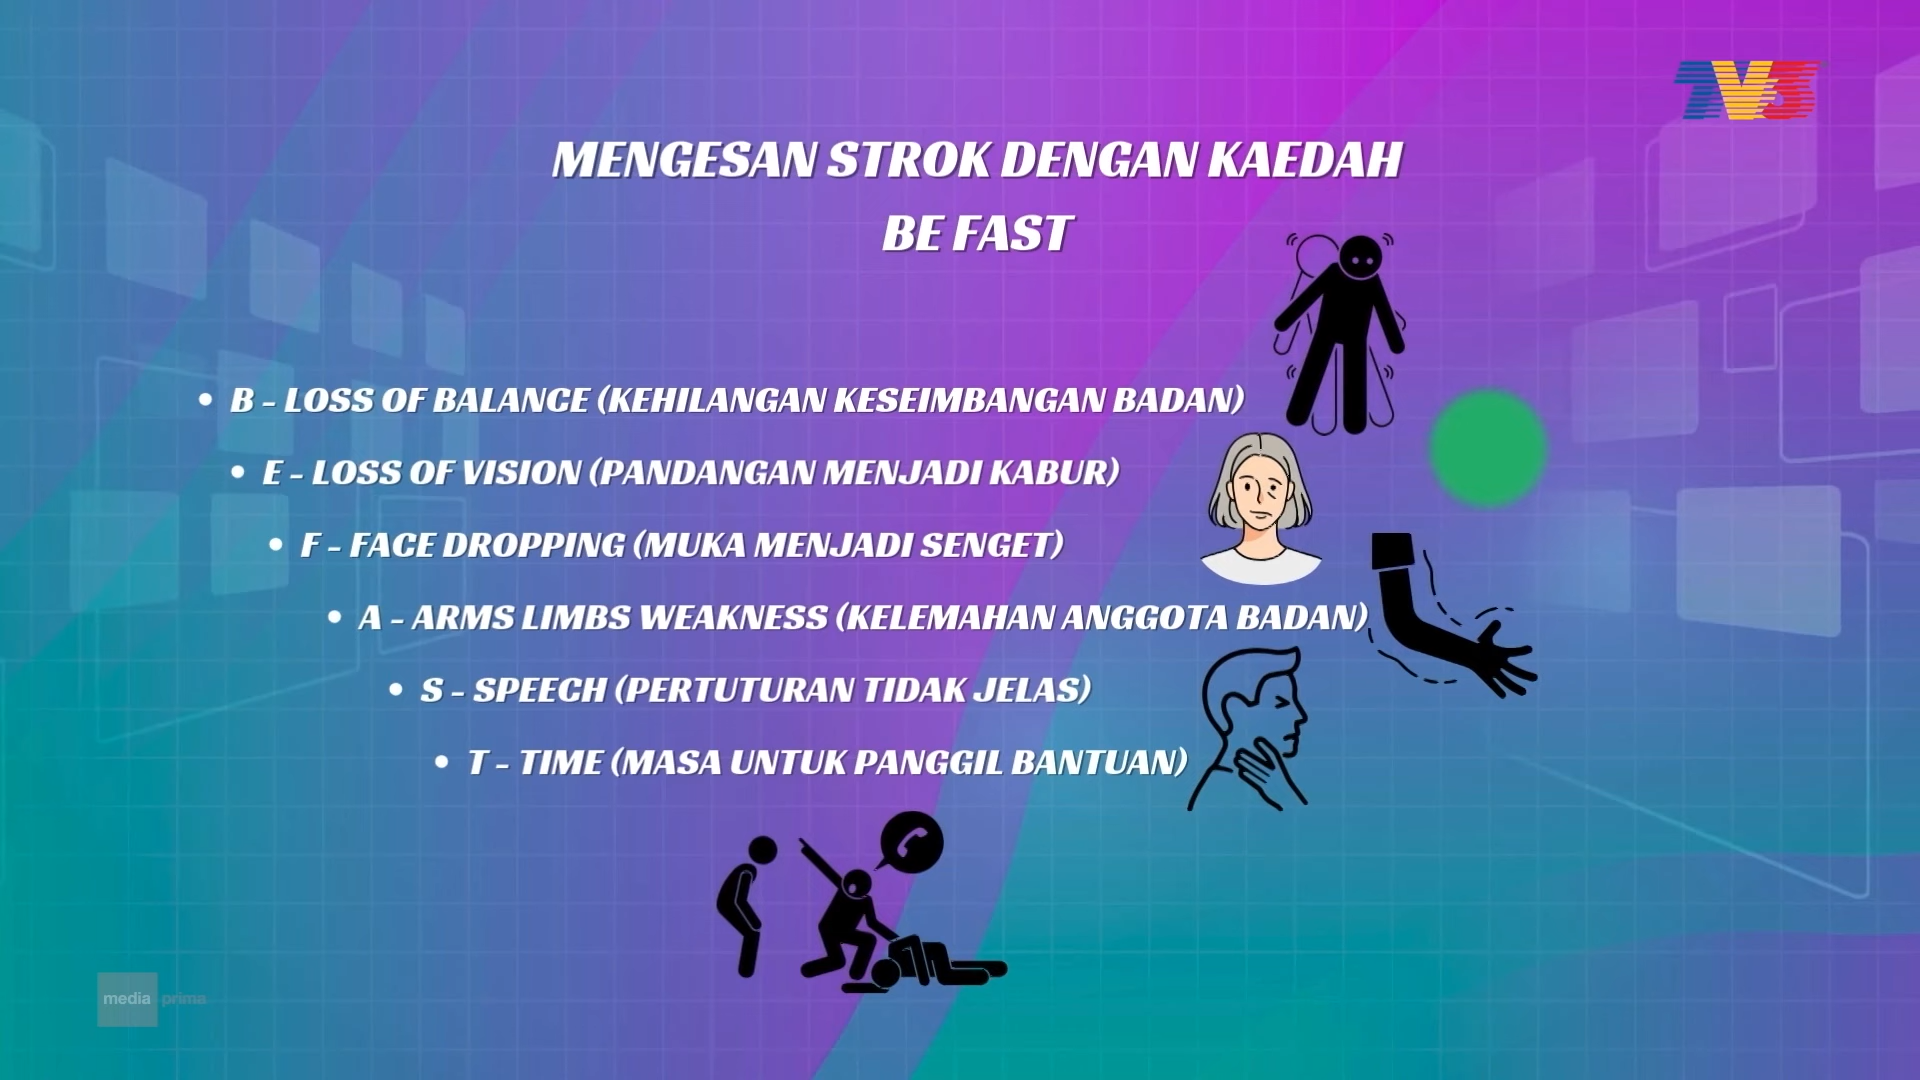 TV3
MENGESAN STROK DENGAN KAEDAH
BE FAST
• B - LOSS OF BALANCE (KEHILANGAN KESEIMBANGAN BADAN)
• E - LOSS OF VISION (PANDANGAN MENJADI KABUR)
• F - FACE DROPPING (MUKA MENJADI SENGET)
• A - ARMS LIMBS WEAKNESS (KELEMAHAN ANGGOTA BADAN)
• S - SPEECH (PERTUTURAN TIDAK JELAS)
• T - TIME (MASA UNTUK PANGGIL BANTUAN)
media prima